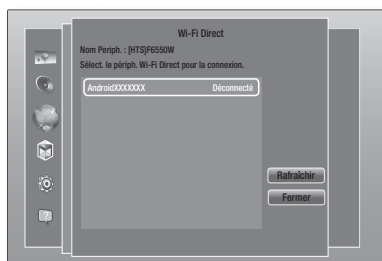 Wi-Fi Direct
Nom Periph. : [HTS]F6550W
Sélect. le périph. Wi-Fi Direct pour la connexion.
AndroidXXXXXXX Déconnecté
Rafraîchir
Fermer
?